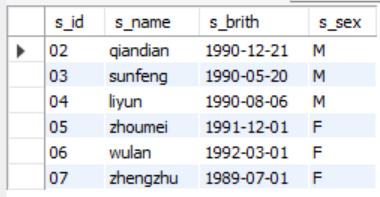 s_id s_name s_brith s_sex
02 qiandian 1990-12-21 M
03 sunfeng 1990-05-20 M
04 liyun 1990-08-06 M
05 zhoumei 1991-12-01 F
06 wulan 1992-03-01 F
07 zhengzhu 1989-07-01 F